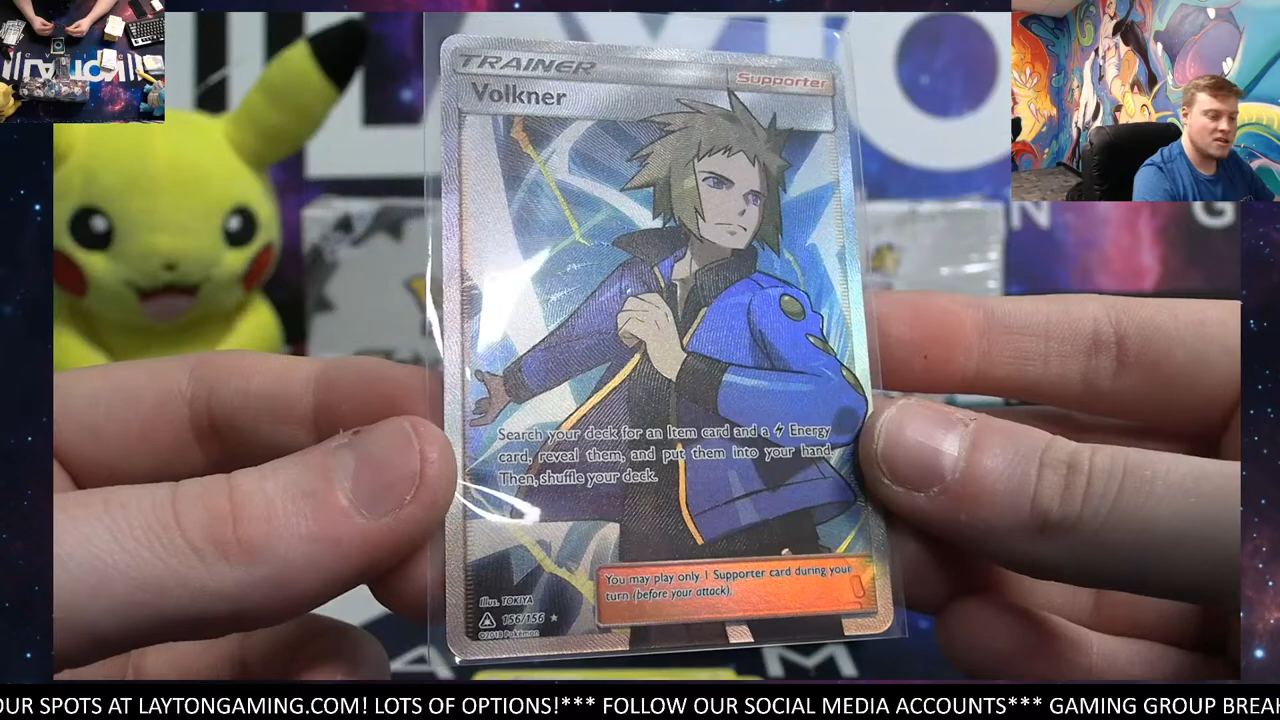 TRAINER
Supporter
Volkner
Search your deck for an Item card and a Energy
card, reveal them, and put them into your hand.
Then, shuffle your deck.
You may play only 1 Supporter card during your
turn (before your attack).
Illus. TOKIYA
156/156
©2018 Pokémon
OUR SPOTS AT LAYTONGAMING.COM! LOTS OF OPTIONS!*** FOLLOW OUR SOCIAL MEDIA ACCOUNTS*** GAMING GROUP BREA